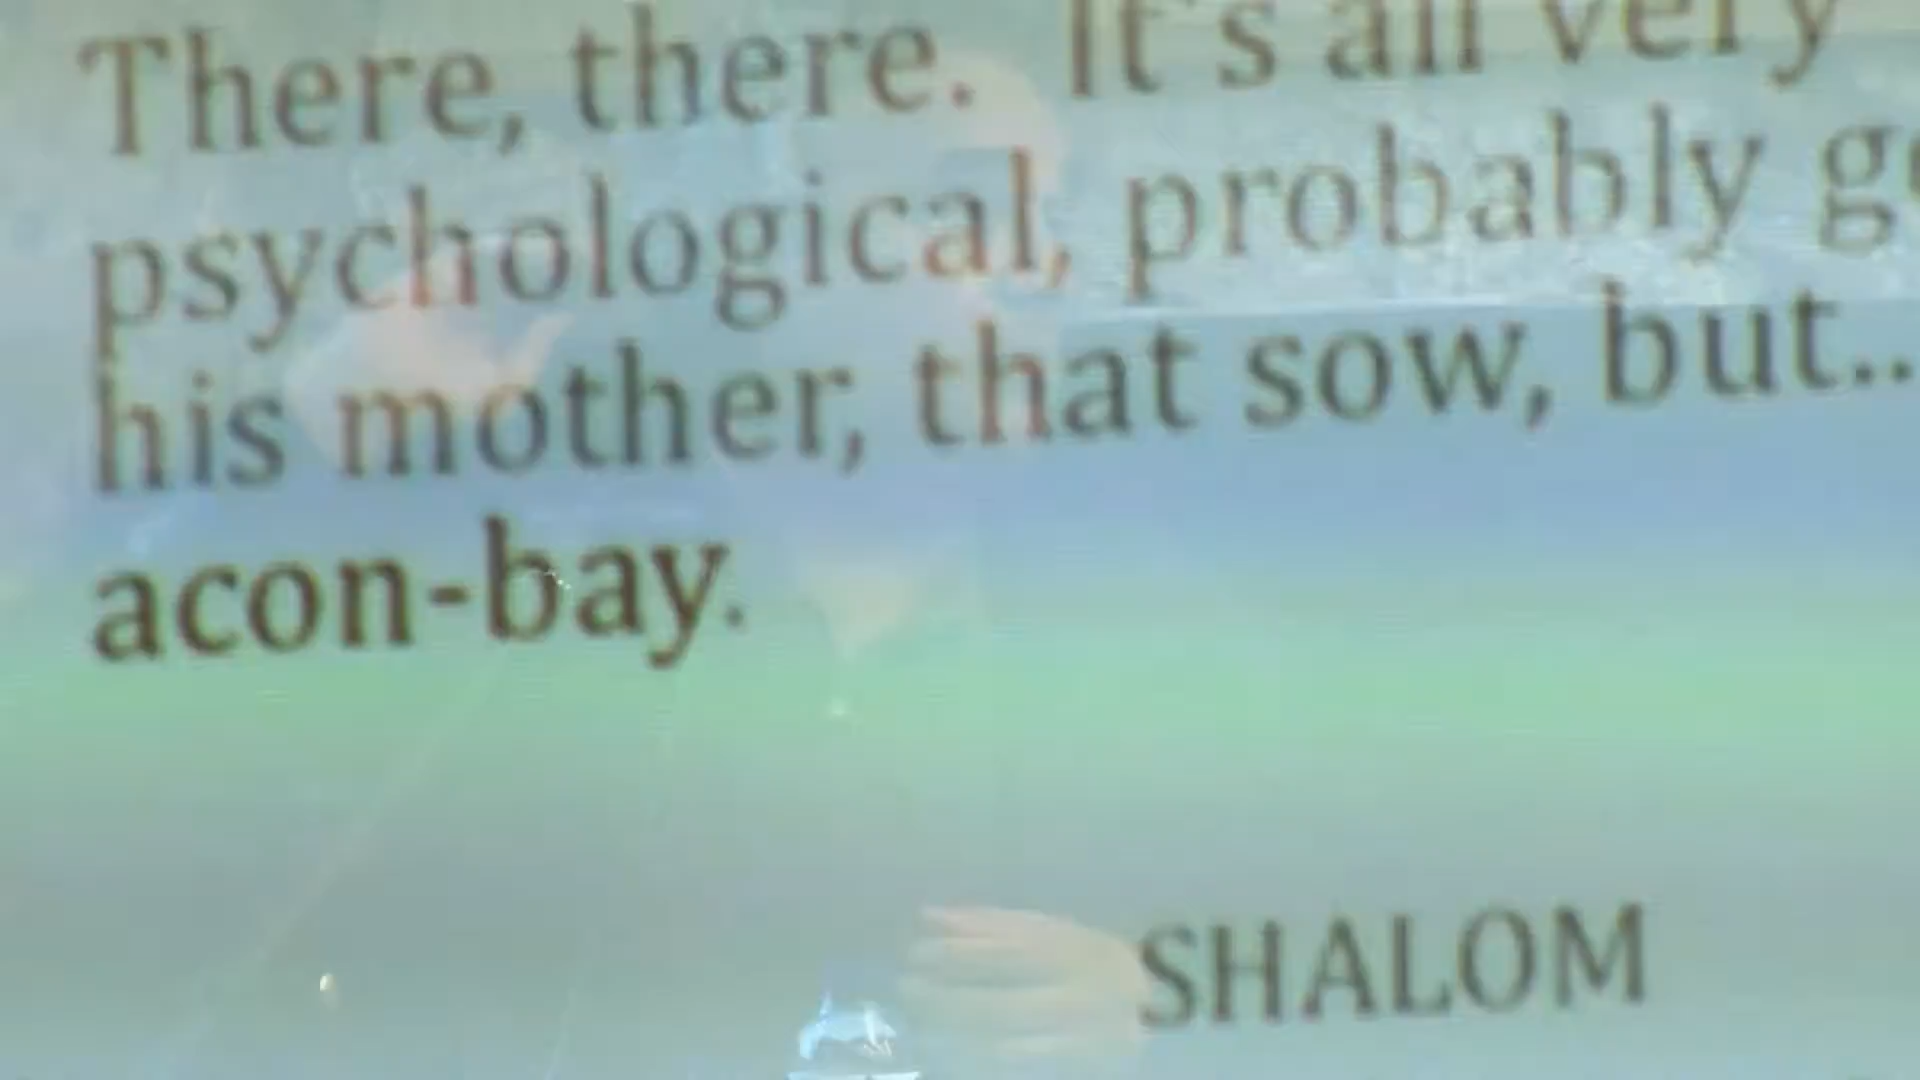 There, there. It's all very
psychological, probably
his mother, that sow, but..
acon-bay.
SHALOM